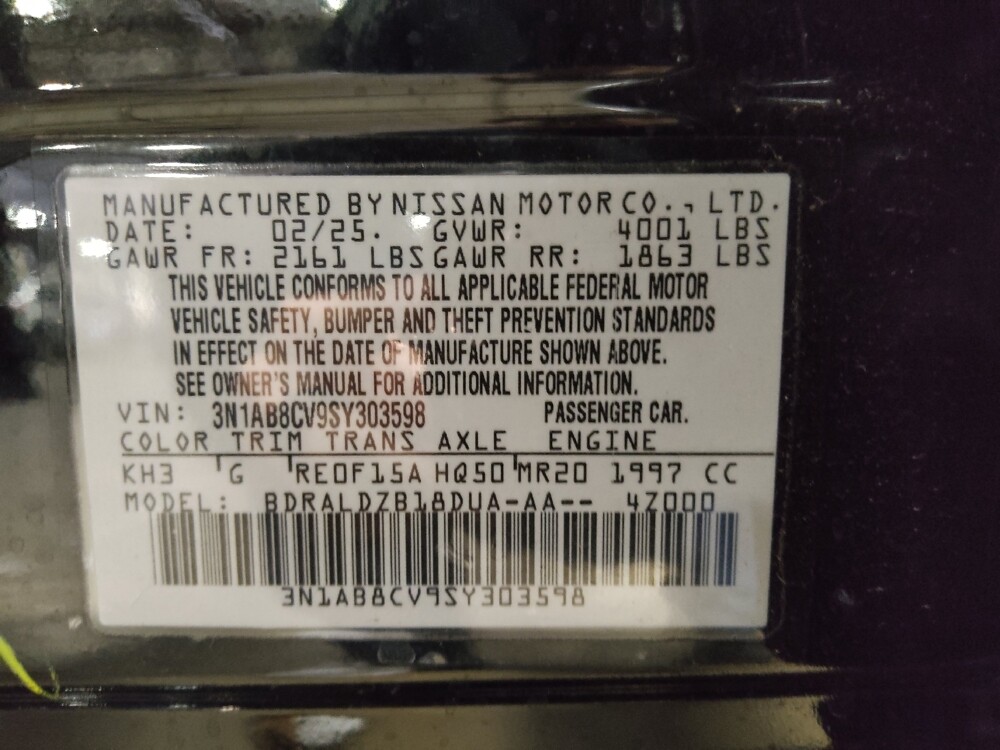 MANUFACTURED BY NISSAN MOTOR CO., LTD.
DATE: 02/25. GVWR: 4001 LBS
GAWR FR: 2161 LBS GAWR RR: 1863 LBS
THIS VEHICLE CONFORMS TO ALL APPLICABLE FEDERAL MOTOR
VEHICLE SAFETY, BUMPER AND THEFT PREVENTION STANDARDS
IN EFFECT ON THE DATE OF MANUFACTURE SHOWN ABOVE.
SEE OWNER'S MANUAL FOR ADDITIONAL INFORMATION.
VIN: 3N1AB8CV9SY303598 PASSENGER CAR.
COLOR TRIM TRANS AXLE ENGINE
KH3 G RE0F15A HQ50 MR20 1997 CC
MODEL: BDRALDZB18DUA-AA-- 4Z000
3N1AB8CV9SY303598